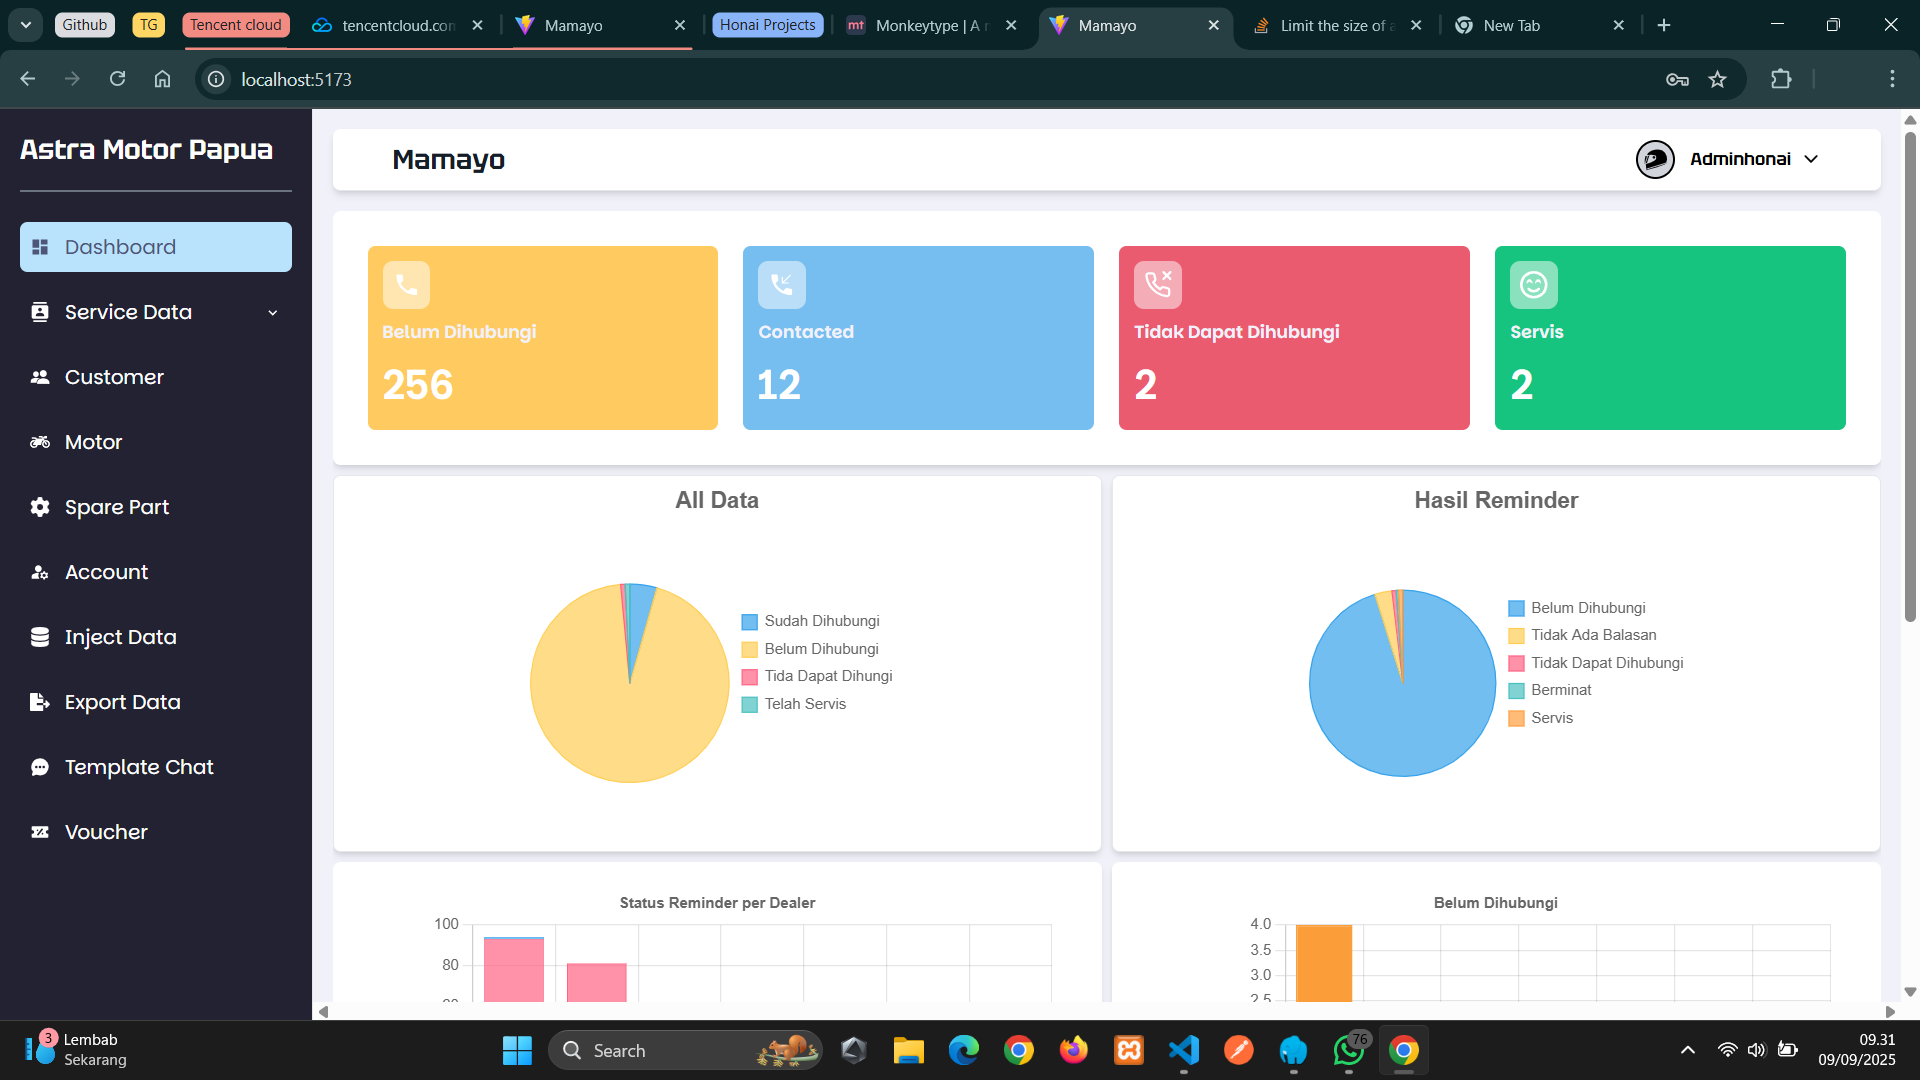 Github
TG
Tencent cloud
tencentcloud.con
Mamayo
Honai Projects
mt
Monkeytype | A
Mamayo
Limit the size of
New Tab
localhost:5173
Astra Motor Papua
Dashboard
Service Data
Customer
Motor
Spare Part
Account
Inject Data
Export Data
Template Chat
Voucher
Mamayo
Adminhonai
Belum Dihubungi
256
Contacted
12
Tidak Dapat Dihubungi
2
Servis
2
All Data
Sudah Dihubungi
Belum Dihubungi
Tida Dapat Dihungi
Telah Servis
Hasil Reminder
Belum Dihubungi
Tidak Ada Balasan
Tidak Dapat Dihubungi
Berminat
Servis
Status Reminder per Dealer
100
80
Belum Dihubungi
4.0
3.5
3.0
2.5
3
Lembab
Sekarang
Search
76
09.31
09/09/2025